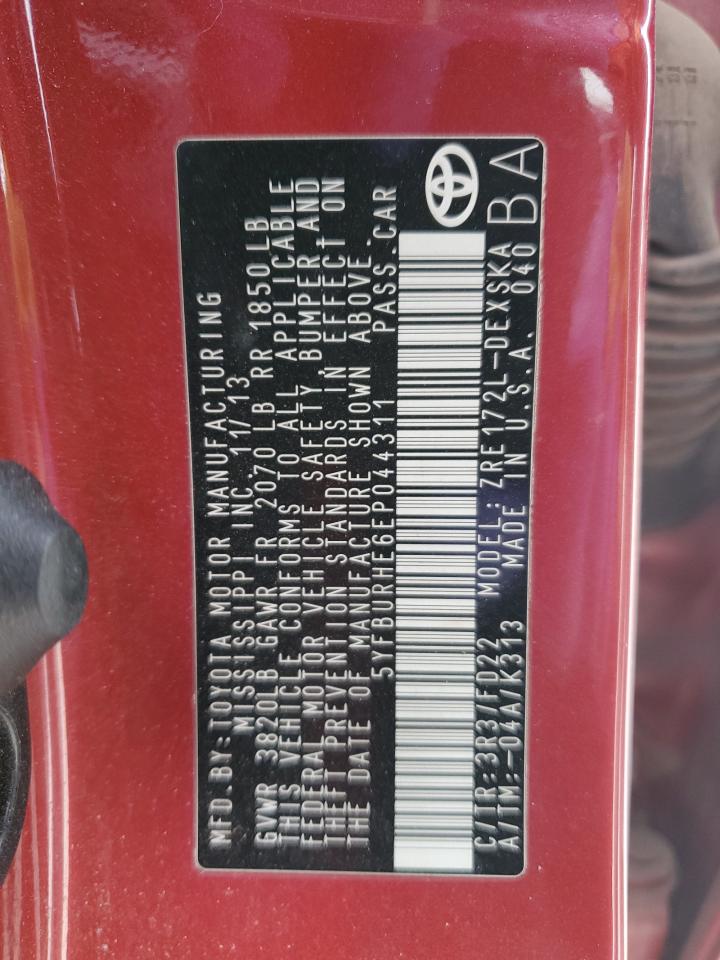 MFD.BY:TOYOTA MOTOR MANUFACTURING
MISSISSIPPI INC.11/13
GVWR 3820LB GAWR FR 2070LB RR 1850LB
THIS VEHICLE CONFORMS TO ALL APPLICABLE
FEDERAL MOTOR VEHICLE SAFETY, BUMPER AND
THEFT PREVENTION STANDARDS IN EFFECT ON
THE DATE OF MANUFACTURE SHOWN ABOVE.
5YFBURHE6EP044311 PASS.CAR
C/TR:3R3/FD22 MODEL:ZRE172L-DEXSKA
A/TM:-04A/K313 MADE IN U.S.A. 040
BA